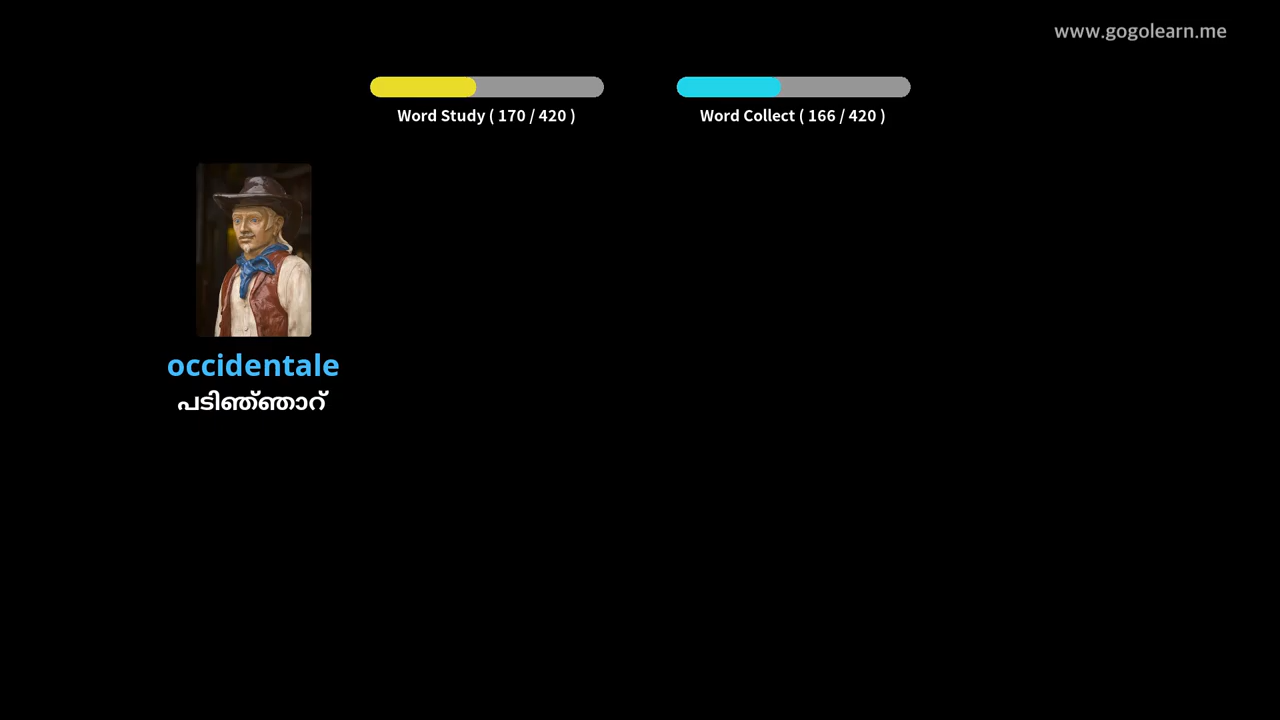 www.gogolearn.me
Word Study ( 170 / 420 )
Word Collect ( 166 / 420 )
occidentale
പടിഞ്ഞാറ്